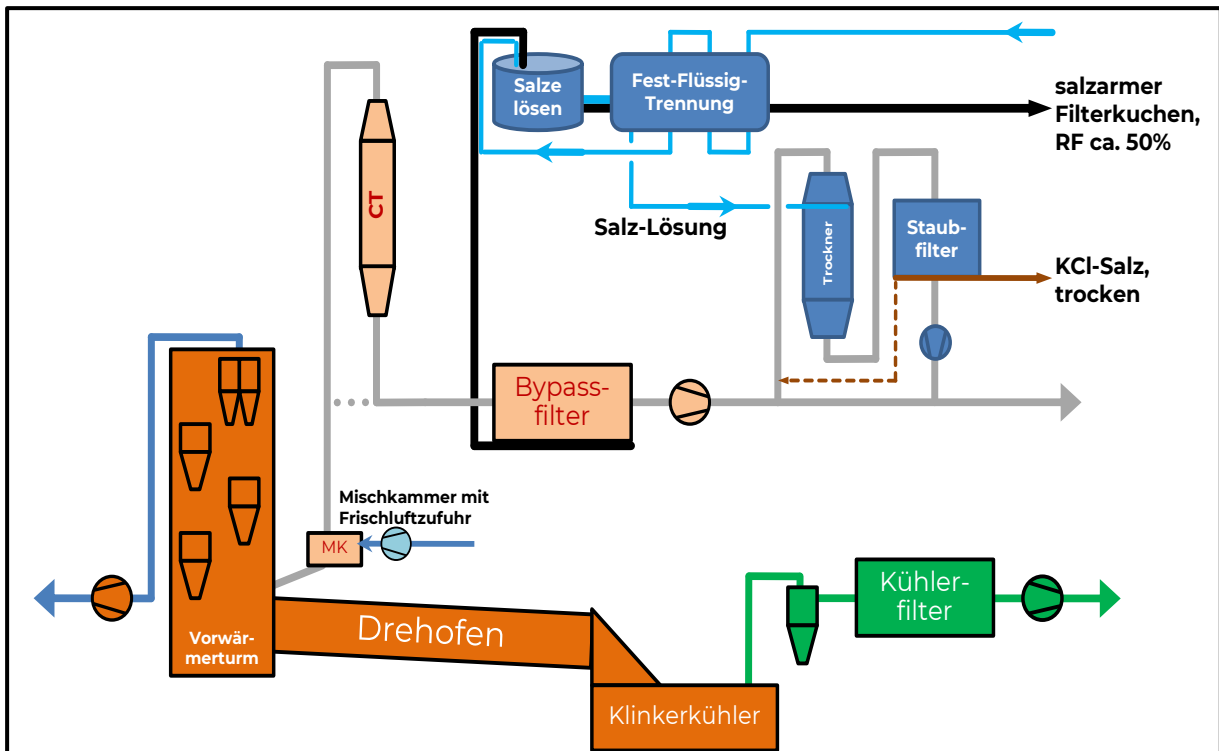 Salze
lösen
Fest-Flüssig-
Trennung
salzarmer
Filterkuchen,
RF ca. 50%
CT
Salz-Lösung
Trockner
Staub-
filter
KCl-Salz,
trocken
Bypass-
filter
Mischkammer mit
Frischluftzufuhr
MK
Kühler-
filter
Drehofen
Vorwär-
merturm
Klinkerkühler